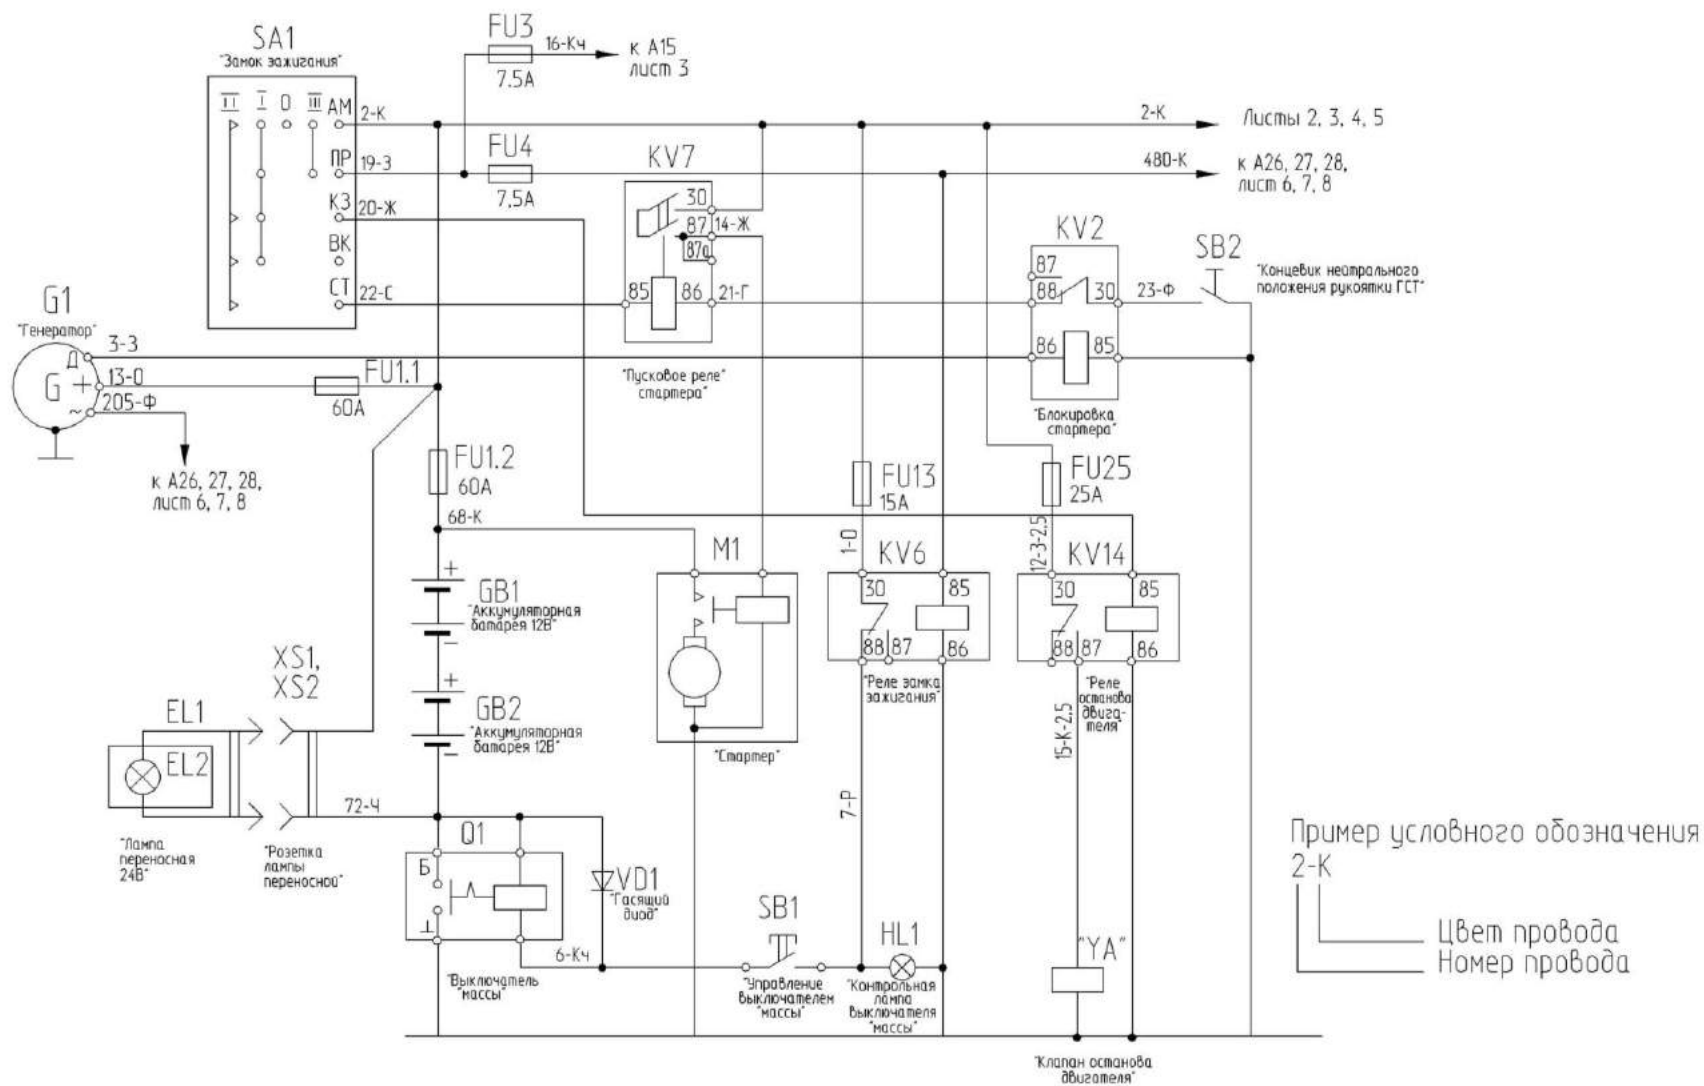 SA1
"Замок зажигания"
II I 0 III АМ
2-К
ПР
19-З
КЗ
20-Ж
ВК
СТ
22-С
FU3
16-Кч
7.5А
к А15
лист 3
FU4
7,5А
KV7
30
87
14-Ж
87а
85
86
21-Г
"Пусковое реле"
стартера"
2-К
Листы 2, 3, 4, 5
480-К
к А26, 27, 28,
лист 6, 7, 8
KV2
87
88
30
23-Ф
86
85
"Блокировка
стартера"
SB2
"Концевик нейтрального
положения рукоятки ГСТ"
G1
"Генератор"
Д
3-З
G
+
13-О
~
205-Ф
к А26, 27, 28,
лист 6, 7, 8
FU1.1
60А
FU1.2
60А
68-К
FU13
15А
FU25
25А
1-О
12-З-2,5
M1
"Стартер"
KV6
30
85
88
87
86
"Реле замка
зажигания"
KV14
30
85
88
87
86
"Реле
останова
двига-
теля"
+
GB1
"Аккумуляторная
батарея 12В"
−
+
GB2
"Аккумуляторная
батарея 12В"
−
XS1,
XS2
EL1
EL2
"Лампа
переносная
24В"
"Розетка
лампы
переносной"
72-Ч
Q1
Б
⊥
"Выключатель
"массы"
VD1
"Гасящий
диод"
6-Кч
SB1
"Управление
выключателем
"массы"
7-Р
HL1
"Контрольная
лампа
выключателя
"массы"
15-К-2,5
"YA"
"Клапан останова
двигателя"
Пример условного обозначения
2-К
Цвет провода
Номер провода